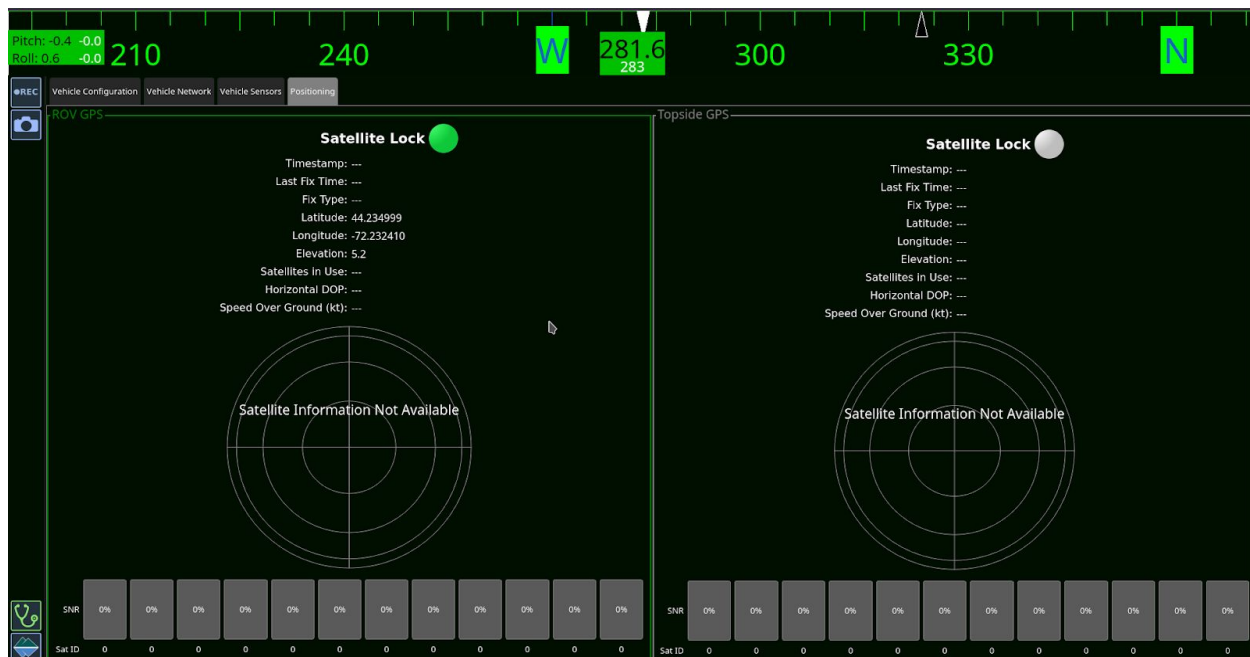 Pitch: -0.4 -0.0
Roll: 0.6 -0.0
210 240 W 281.6 300 330 N
283
REC
Vehicle Configuration Vehicle Network Vehicle Sensors Positioning
ROV GPS
Satellite Lock
Timestamp: ---
Last Fix Time: ---
Fix Type: ---
Latitude: 44.234999
Longitude: -72.232410
Elevation: 5.2
Satellites in Use: ---
Horizontal DOP: ---
Speed Over Ground (kt): ---
Satellite Information Not Available
SNR 0% 0% 0% 0% 0% 0% 0% 0% 0% 0% 0% 0%
Sat ID 0 0 0 0 0 0 0 0 0 0 0 0
Topside GPS
Satellite Lock
Timestamp: ---
Last Fix Time: ---
Fix Type: ---
Latitude: ---
Longitude: ---
Elevation: ---
Satellites in Use: ---
Horizontal DOP: ---
Speed Over Ground (kt): ---
Satellite Information Not Available
SNR 0% 0% 0% 0% 0% 0% 0% 0% 0% 0% 0% 0%
Sat ID 0 0 0 0 0 0 0 0 0 0 0 0